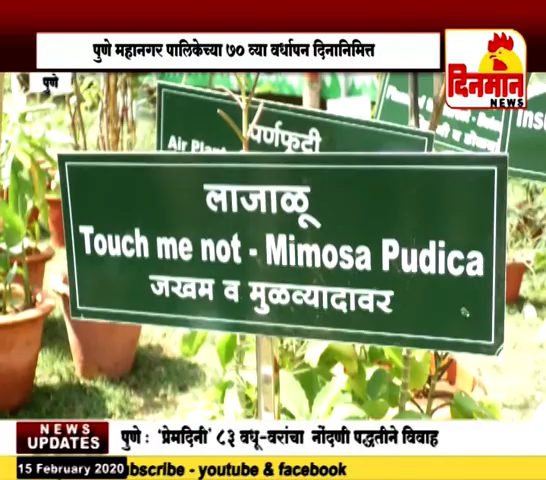 पुणे महानगर पालिकेच्या ७० व्या वर्धापन दिनानिमित्त
पुणे
दिनमान
NEWS
पर्णफुटी
Air Plant
लाजाळू
Touch me not - Mimosa Pudica
जखम व मुळव्यादावर
NEWS
UPDATES
पुणे : 'प्रेमदिनी' ८३ वधू-वरांचा नोंदणी पद्धतीने विवाह
15 February 2020
ubscribe - youtube & facebook